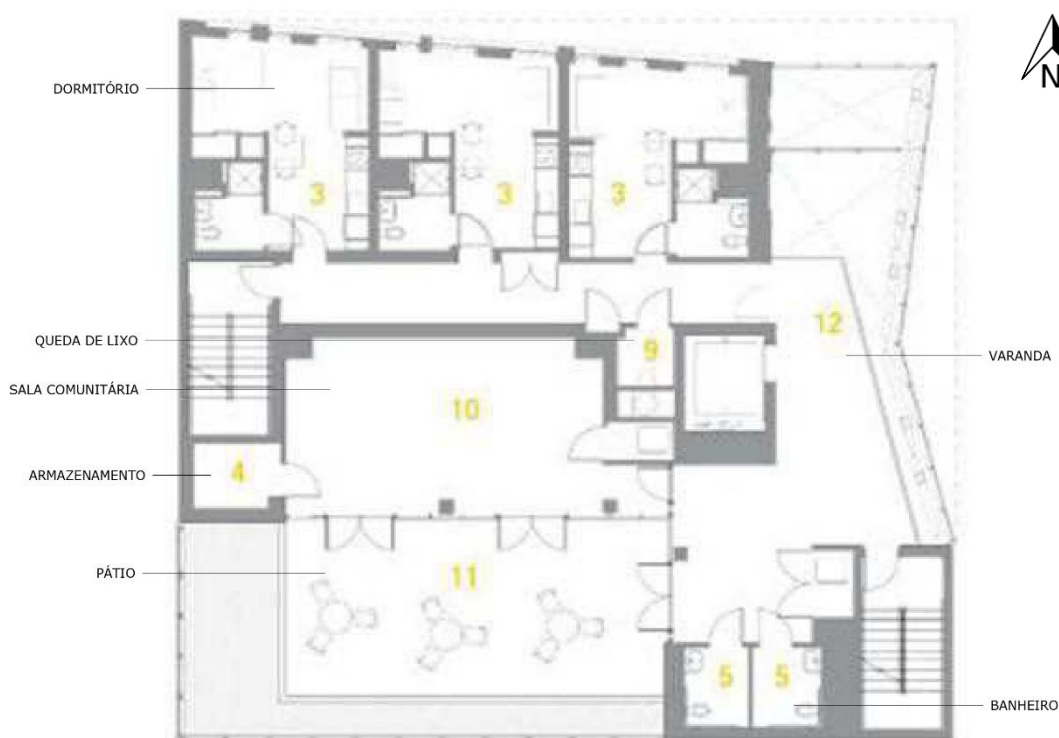 N
DORMITÓRIO
3
3
3
12
QUEDA DE LIXO
9
VARANDA
SALA COMUNITÁRIA
10
ARMAZENAMENTO
4
PÁTIO
11
5
5
BANHEIRO